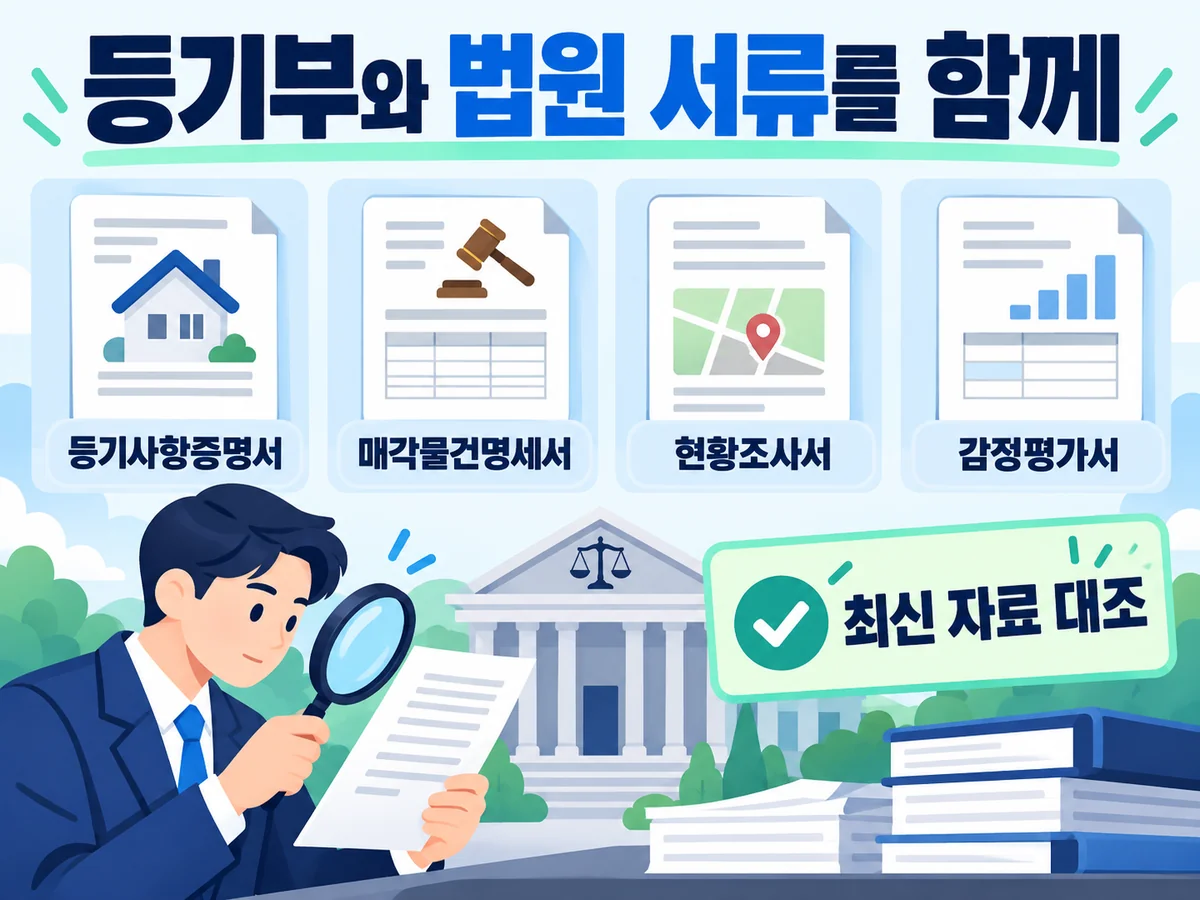 등기부와 법원 서류를 함께
등기사항증명서
매각물건명세서
현황조사서
감정평가서
최신 자료 대조